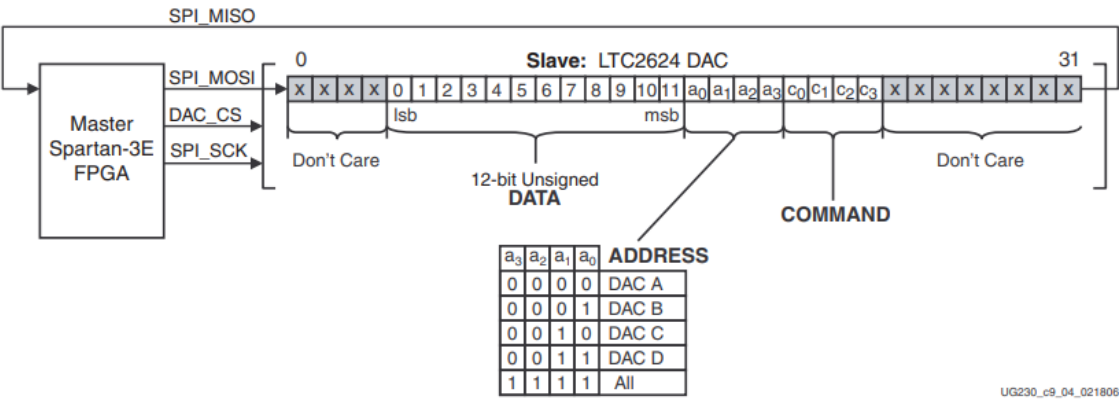 SPI_MISO
0 Slave: LTC2624 DAC 31
SPI_MOSI
X X X X 0 1 2 3 4 5 6 7 8 9 10 11 a0 a1 a2 a3 c0 c1 c2 c3 X X X X X X X X
lsb msb
DAC_CS
SPI_SCK
Master
Spartan-3E
FPGA
Don't Care
12-bit Unsigned
DATA
COMMAND
Don't Care
a3 a2 a1 a0 ADDRESS
0 0 0 0 DAC A
0 0 0 1 DAC B
0 0 1 0 DAC C
0 0 1 1 DAC D
1 1 1 1 All
UG230_c9_04_021806